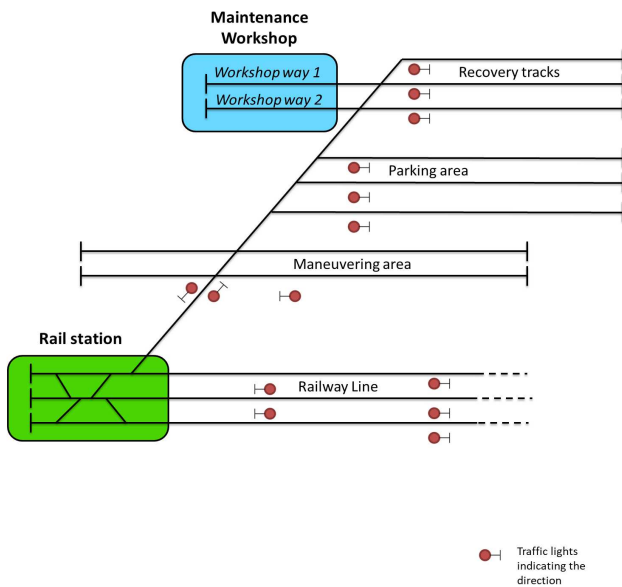 Maintenance
Workshop
Workshop way 1
Recovery tracks
Workshop way 2
Parking area
Maneuvering area
Rail station
Railway Line
Traffic lights
indicating the
direction